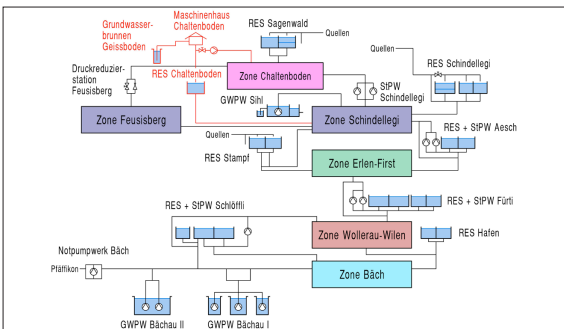 Grundwasser-
brunnen
Geissboden
Maschinenhaus
Chaltenboden
RES Sagenwald
Quellen
Quellen
RES Schindellegi
Druckreduzier-
station
Feusisberg
RES Chaltenboden
Zone Chaltenboden
StPW
Schindellegi
GWPW Sihl
Zone Feusisberg
Zone Schindellegi
RES + StPW Aesch
Quellen
RES Stampf
Zone Erlen-First
RES + StPW Schlöffli
RES + StPW Fürti
Zone Wollerau-Wilen
RES Hafen
Notpumpwerk Bäch
Pfäffikon
Zone Bäch
GWPW Bächau II
GWPW Bächau I